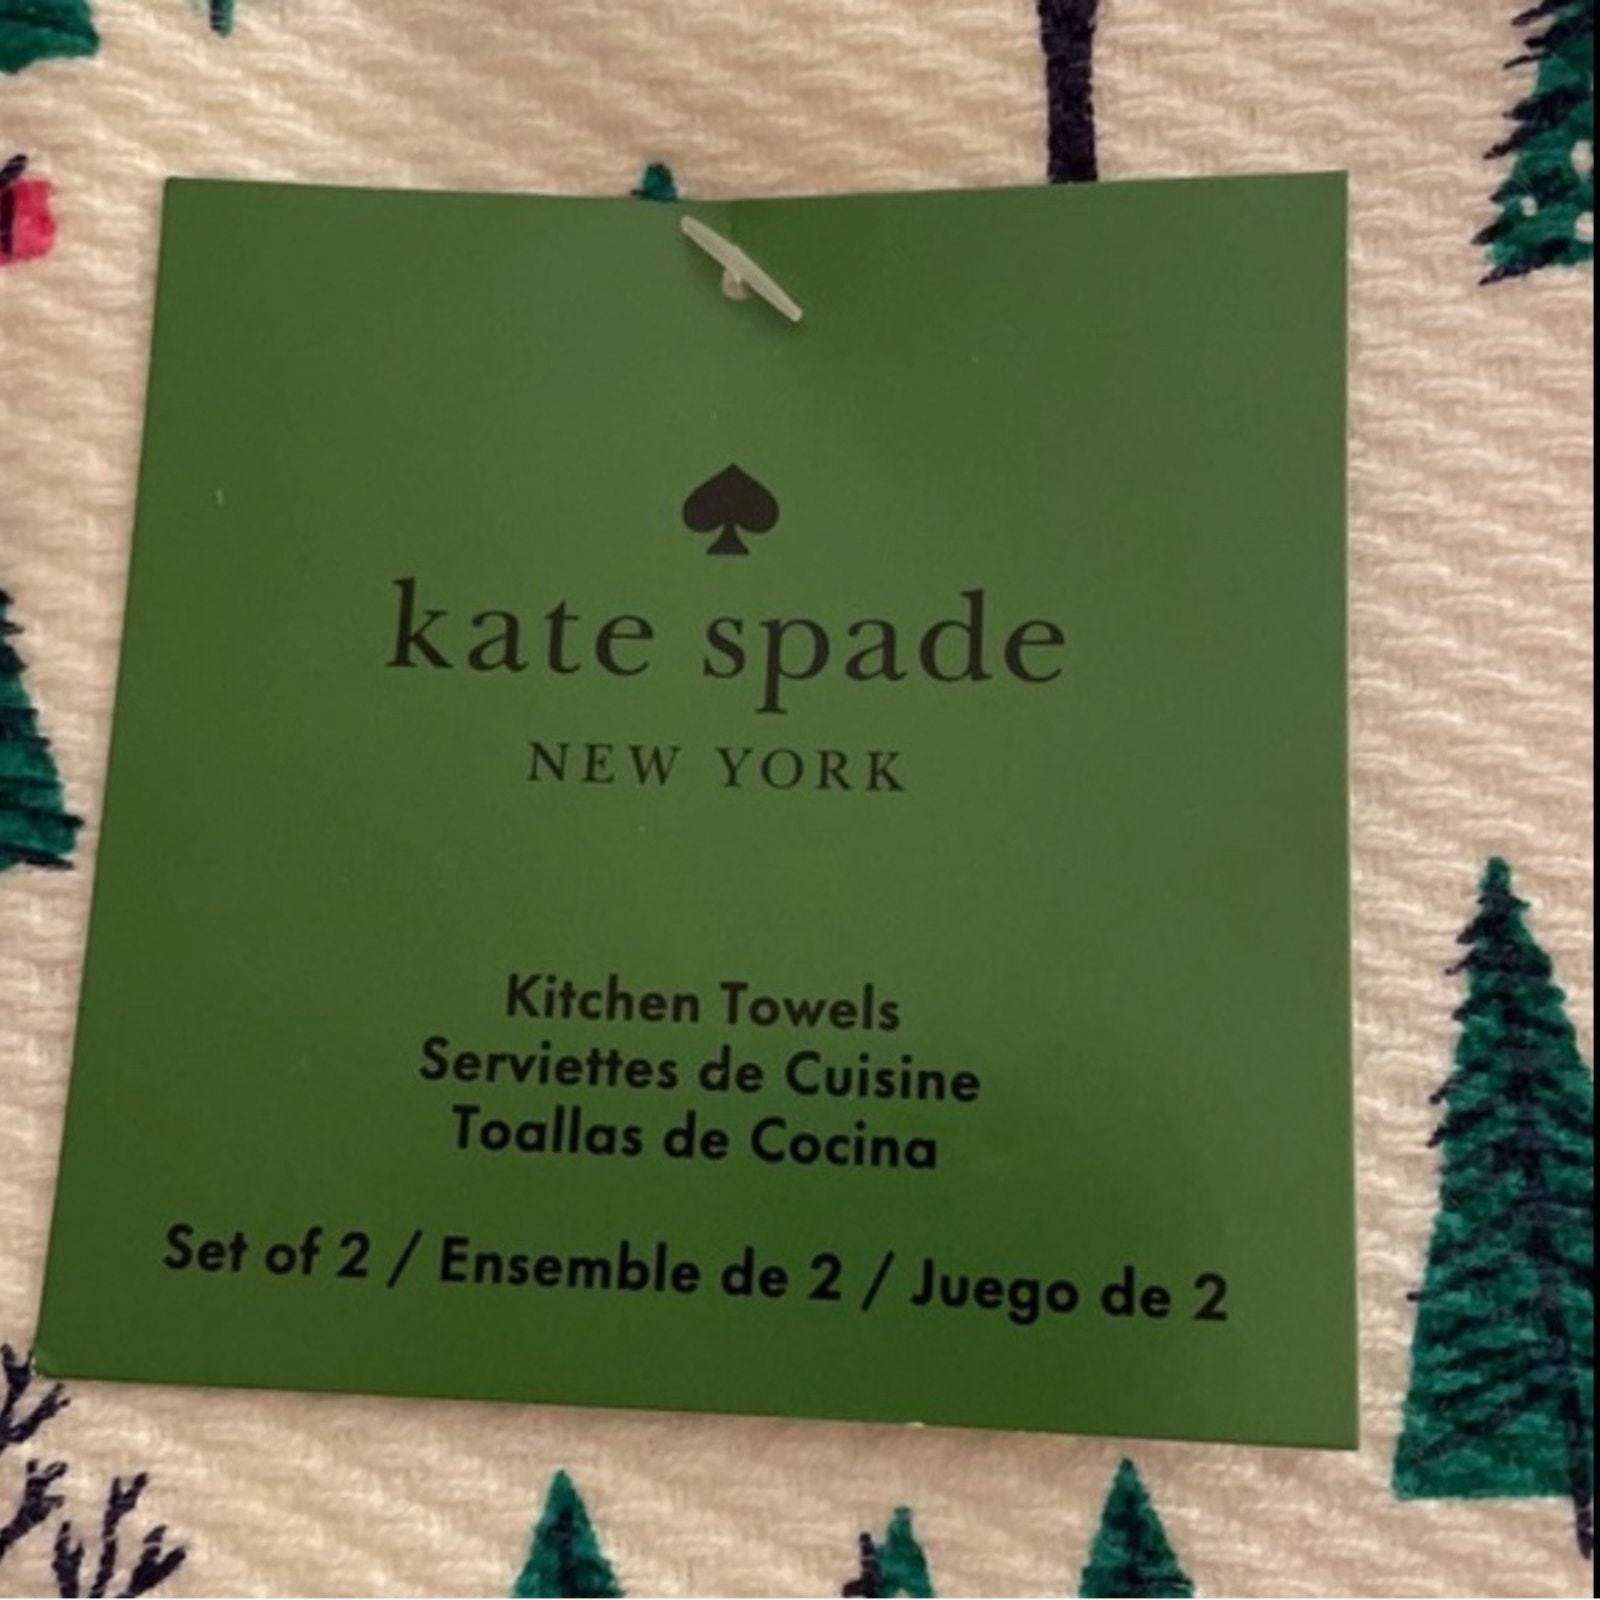 kate spade
NEW YORK
Kitchen Towels
Serviettes de Cuisine
Toallas de Cocina
Set of 2 / Ensemble de 2 / Juego de 2